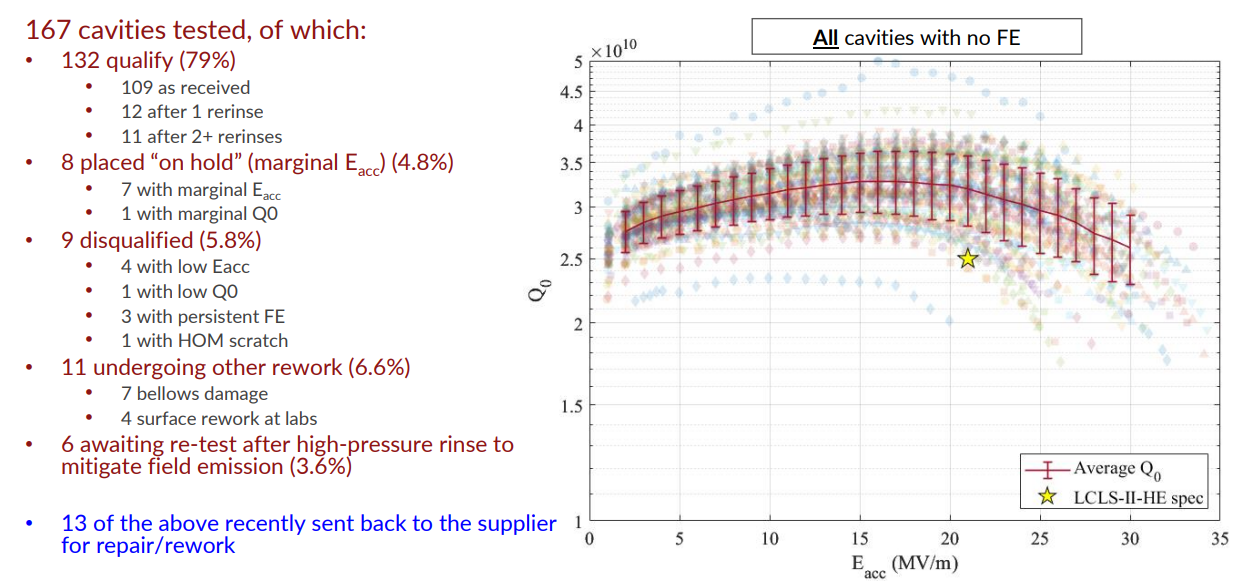 167 cavities tested, of which:
• 132 qualify (79%)
• 109 as received
• 12 after 1 rerinse
• 11 after 2+ rerinses
• 8 placed “on hold” (marginal Eacc) (4.8%)
• 7 with marginal Eacc
• 1 with marginal Q0
• 9 disqualified (5.8%)
• 4 with low Eacc
• 1 with low Q0
• 3 with persistent FE
• 1 with HOM scratch
• 11 undergoing other rework (6.6%)
• 7 bellows damage
• 4 surface rework at labs
• 6 awaiting re-test after high-pressure rinse to
mitigate field emission (3.6%)
• 13 of the above recently sent back to the supplier
for repair/rework
All cavities with no FE
×10^10
5
4.5
4
3.5
3
2.5
2
1.5
1
Q0
0 5 10 15 20 25 30 35
Eacc (MV/m)
Average Q0
LCLS-II-HE spec